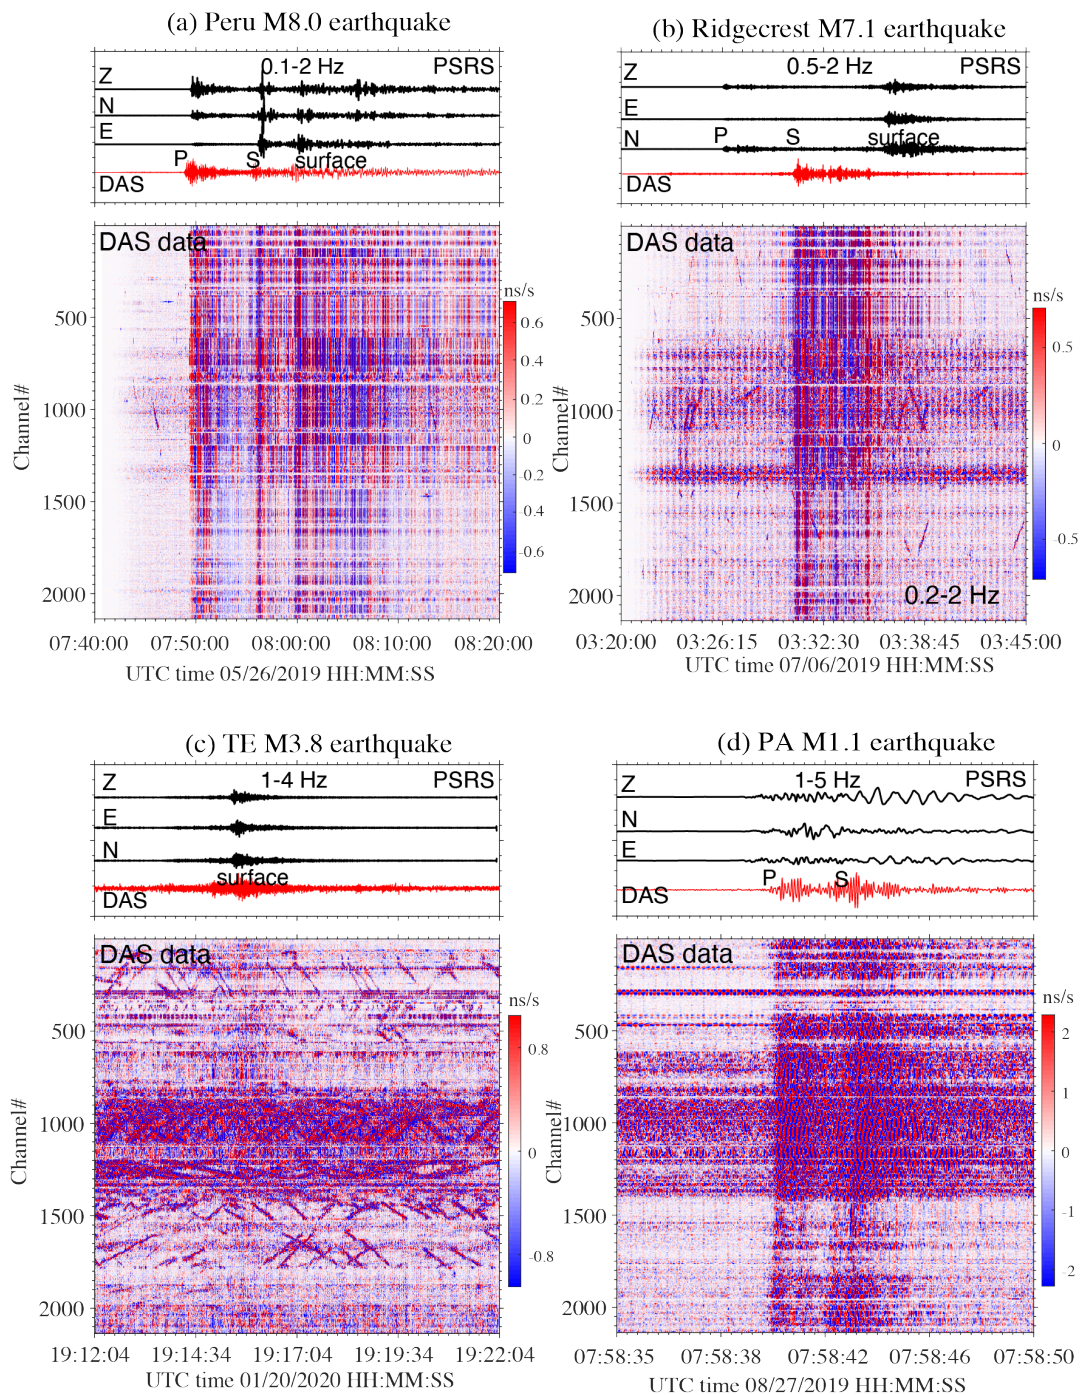 (a) Peru M8.0 earthquake
0.1-2 Hz PSRS
Z
N
E
P S surface
DAS
DAS data
ns/s
0.6
0.4
0.2
0
-0.2
-0.4
-0.6
Channel#
500
1000
1500
2000
07:40:00 07:50:00 08:00:00 08:10:00 08:20:00
UTC time 05/26/2019 HH:MM:SS
(b) Ridgecrest M7.1 earthquake
0.5-2 Hz PSRS
Z
E
N
P S surface
DAS
DAS data
ns/s
0.5
0
-0.5
Channel#
500
1000
1500
2000
0.2-2 Hz
03:20:00 03:26:15 03:32:30 03:38:45 03:45:00
UTC time 07/06/2019 HH:MM:SS
(c) TE M3.8 earthquake
1-4 Hz PSRS
Z
E
N
surface
DAS
DAS data
ns/s
0.8
0
-0.8
Channel#
500
1000
1500
2000
19:12:04 19:14:34 19:17:04 19:19:34 19:22:04
UTC time 01/20/2020 HH:MM:SS
(d) PA M1.1 earthquake
1-5 Hz PSRS
Z
N
E
P S
DAS
DAS data
ns/s
2
1
0
-1
-2
Channel#
500
1000
1500
2000
07:58:35 07:58:38 07:58:42 07:58:46 07:58:50
UTC time 08/27/2019 HH:MM:SS